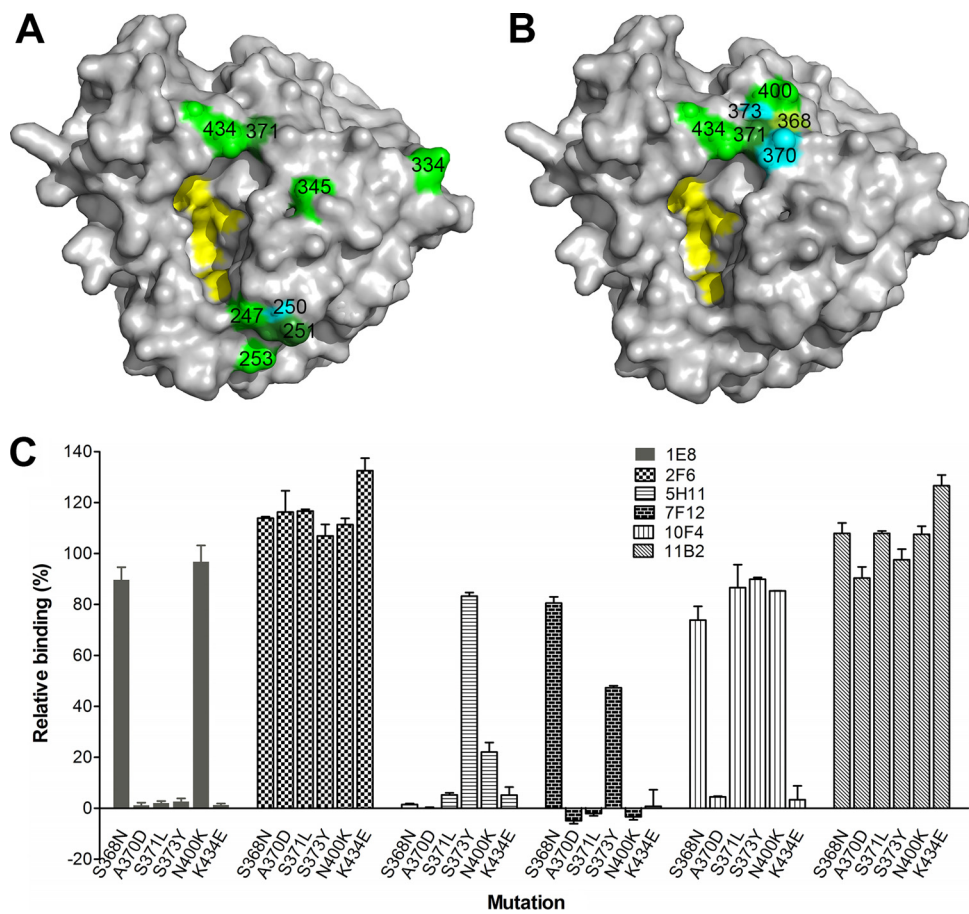 A
B
434
371
345
334
247
250
251
253
400
373
368
434
371
370
C
1E8
2F6
5H11
7F12
10F4
11B2
Relative binding (%)
140
120
100
80
60
40
20
0
-20
S368N
A370D
S371L
S373Y
N400K
K434E
S368N
A370D
S371L
S373Y
N400K
K434E
S368N
A370D
S371L
S373Y
N400K
K434E
S368N
A370D
S371L
S373Y
N400K
K434E
S368N
A370D
S371L
S373Y
N400K
K434E
S368N
A370D
S371L
S373Y
N400K
K434E
Mutation